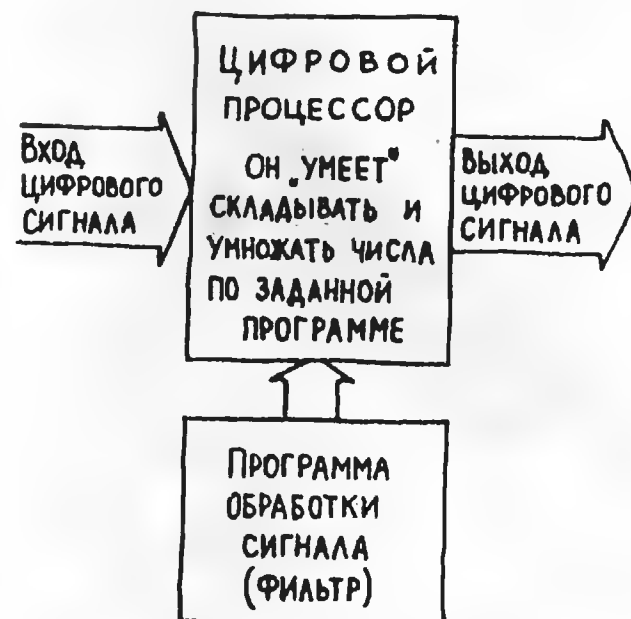 ЦИФРОВОЙ
ПРОЦЕССОР
ОН „УМЕЕТ"
СКЛАДЫВАТЬ И
УМНОЖАТЬ ЧИСЛА
ПО ЗАДАННОЙ
ПРОГРАММЕ
ВХОД
ЦИФРОВОГО
СИГНАЛА
ВЫХОД
ЦИФРОВОГО
СИГНАЛА
ПРОГРАММА
ОБРАБОТКИ
СИГНАЛА
(ФИЛЬТР)